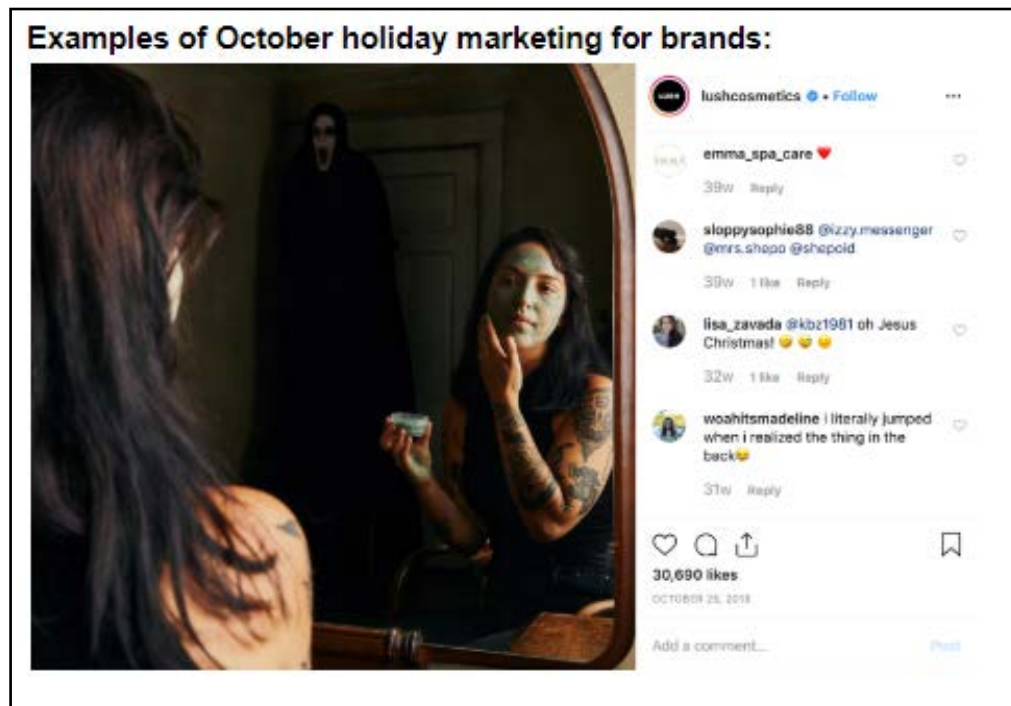 Examples of October holiday marketing for brands:
LUSH
lushcosmetics • Follow
emma_spa_care ❤️
39w Reply
sloppysophie88 @izzy.messenger
@mrs.shepo @shepoid
39w 1 like Reply
lisa_zavada @kbz1981 oh Jesus
Christmas! 🤣 😅 😊
32w 1 like Reply
woahitsmadeline i literally jumped
when i realized the thing in the
back😂
31w Reply
30,690 likes
OCTOBER 25, 2018
Add a comment...
Post